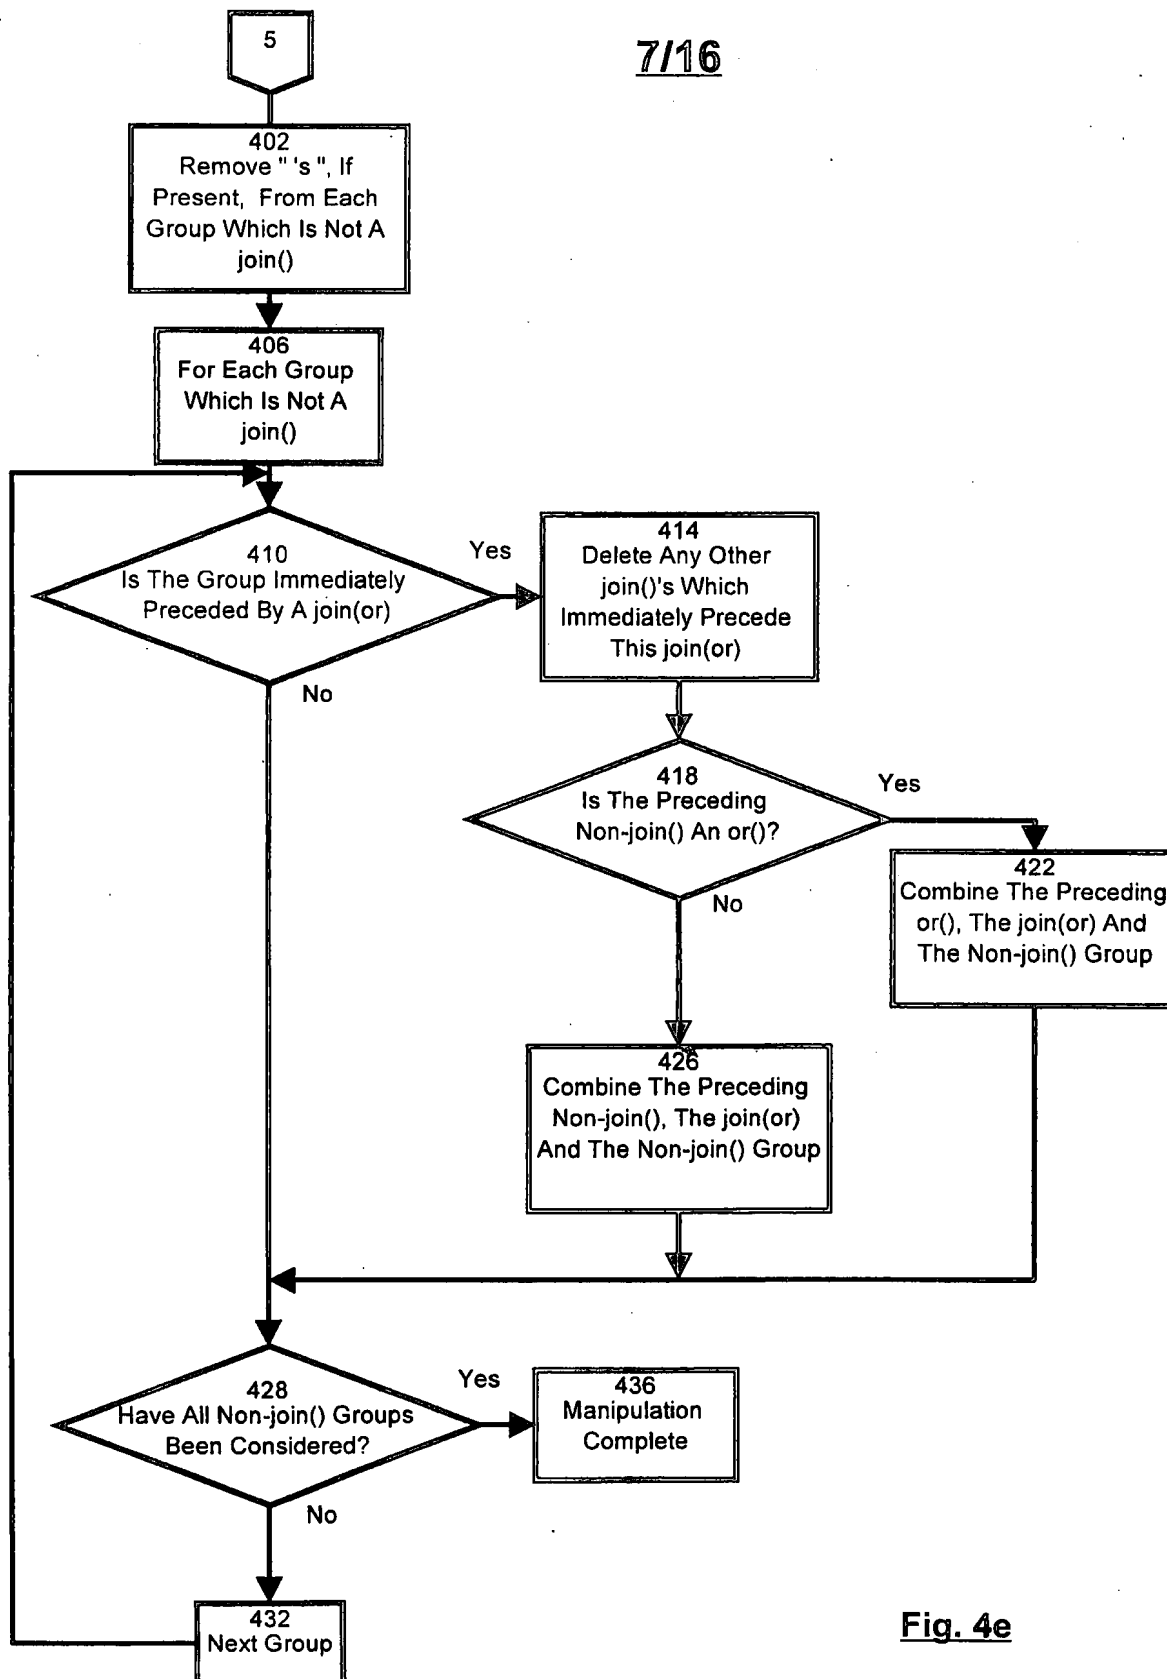 5
7/16
402
Remove " 's ", If
Present, From Each
Group Which Is Not A
join()
406
For Each Group
Which Is Not A
join()
410
Is The Group Immediately
Preceded By A join(or)
Yes
No
414
Delete Any Other
join()'s Which
Immediately Precede
This join(or)
418
Is The Preceding
Non-join() An or()?
Yes
No
422
Combine The Preceding
or(), The join(or) And
The Non-join() Group
426
Combine The Preceding
Non-join(), The join(or)
And The Non-join() Group
428
Have All Non-join() Groups
Been Considered?
Yes
No
436
Manipulation
Complete
432
Next Group
Fig. 4e